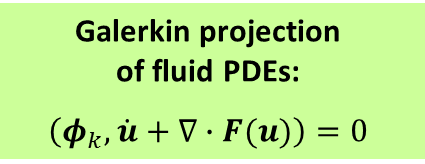 Galerkin projection
of fluid PDEs:
(ϕₖ, u̇ + ∇ · F(u)) = 0